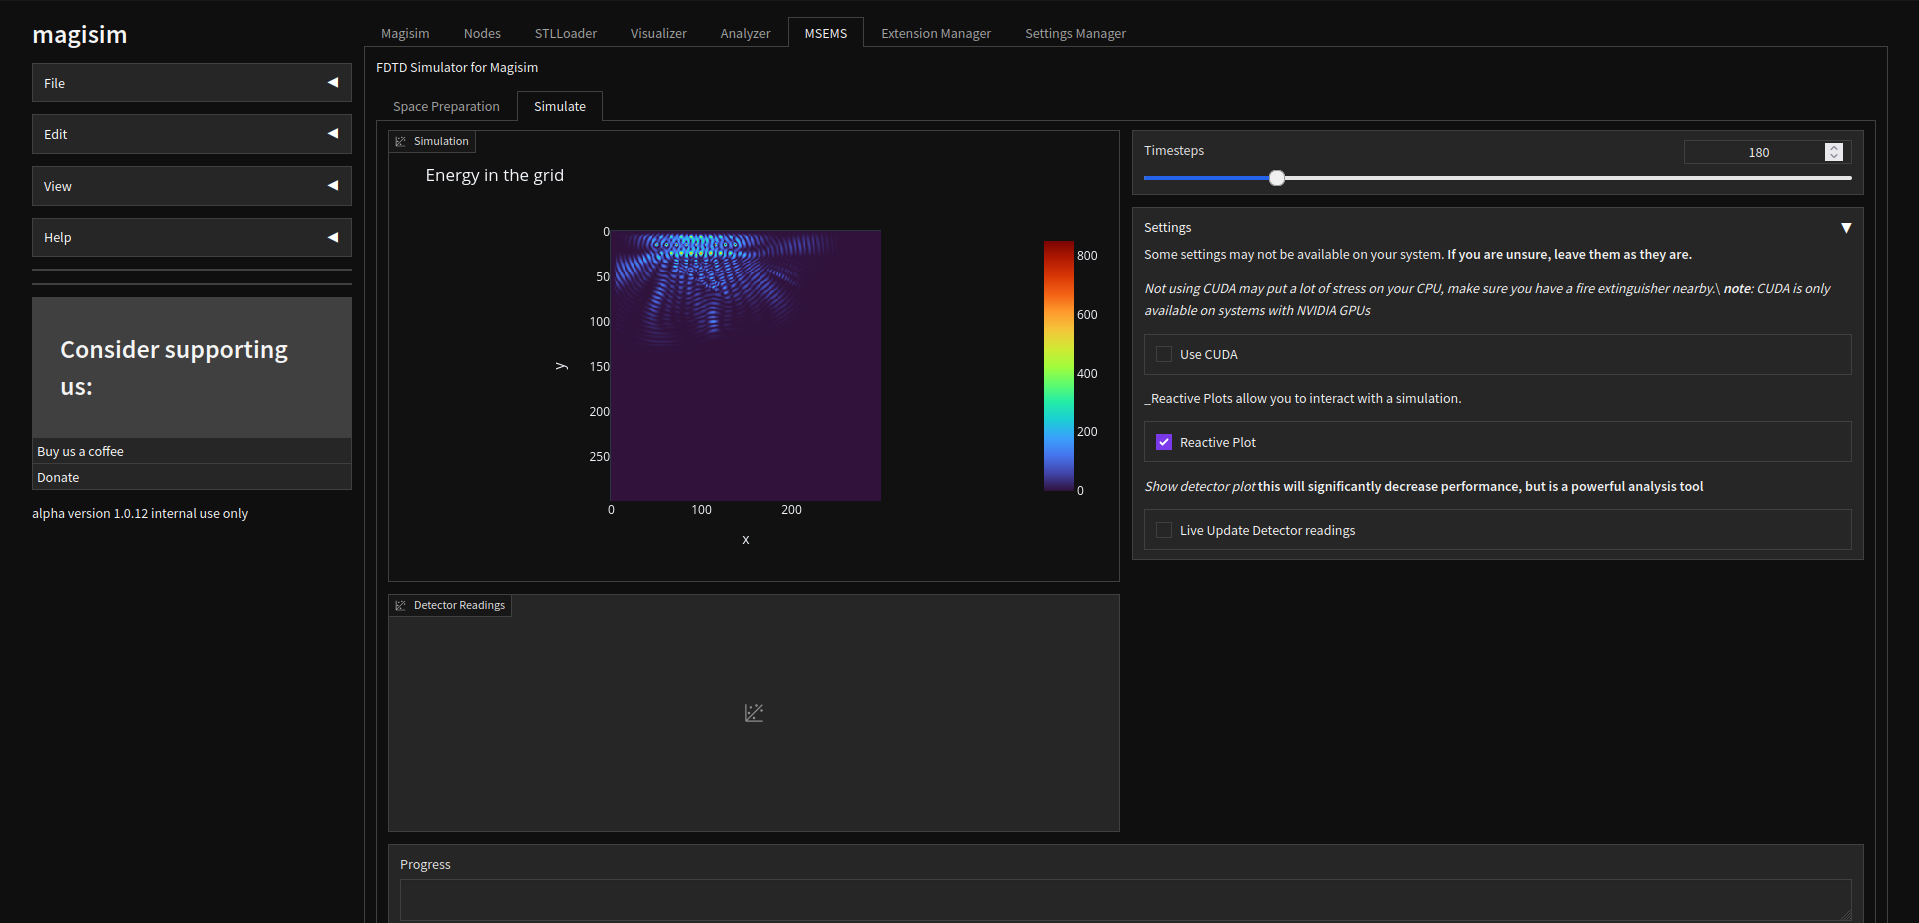 magisim
File
Edit
View
Help
Consider supporting
us:
Buy us a coffee
Donate
alpha version 1.0.12 internal use only
Magisim
Nodes
STLLoader
Visualizer
Analyzer
MSEMS
Extension Manager
Settings Manager
FDTD Simulator for Magisim
Space Preparation
Simulate
Simulation
Energy in the grid
0
50
100
150
200
250
y
0
100
200
x
800
600
400
200
0
Detector Readings
Timesteps
180
Settings
Some settings may not be available on your system. If you are unsure, leave them as they are.
Not using CUDA may put a lot of stress on your CPU, make sure you have a fire extinguisher nearby.\ note: CUDA is only
available on systems with NVIDIA GPUs
Use CUDA
_Reactive Plots allow you to interact with a simulation.
Reactive Plot
Show detector plot this will significantly decrease performance, but is a powerful analysis tool
Live Update Detector readings
Progress